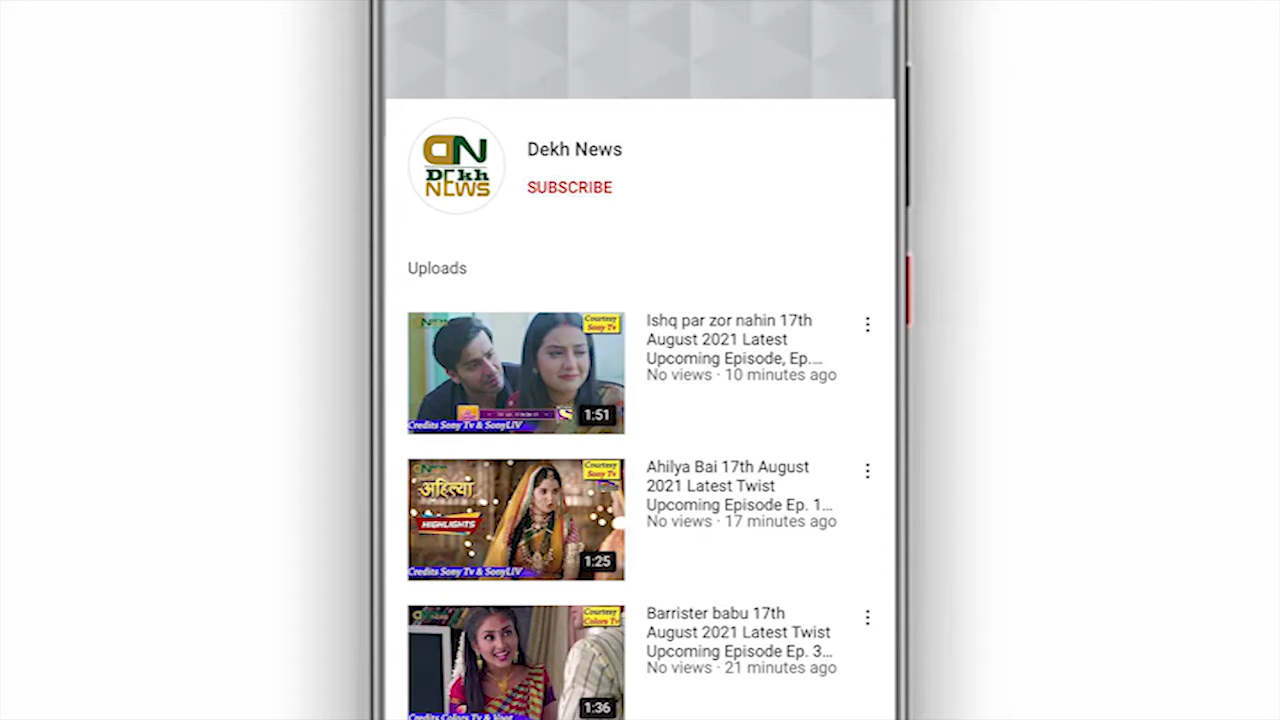 DN
Dekh
NEWS
Dekh News
SUBSCRIBE
Uploads
Courtesy
Sony Tv
Credits Sony Tv & SonyLIV
1:51
Ishq par zor nahin 17th
August 2021 Latest
Upcoming Episode, Ep....
No views · 10 minutes ago
Courtesy
Sony Tv
अहिल्या
HIGHLIGHTS
Credits Sony Tv & SonyLIV
1:25
Ahilya Bai 17th August
2021 Latest Twist
Upcoming Episode Ep. 1...
No views · 17 minutes ago
Courtesy
Colors Tv
Credits Colors Tv & Voot
1:36
Barrister babu 17th
August 2021 Latest Twist
Upcoming Episode Ep. 3...
No views · 21 minutes ago